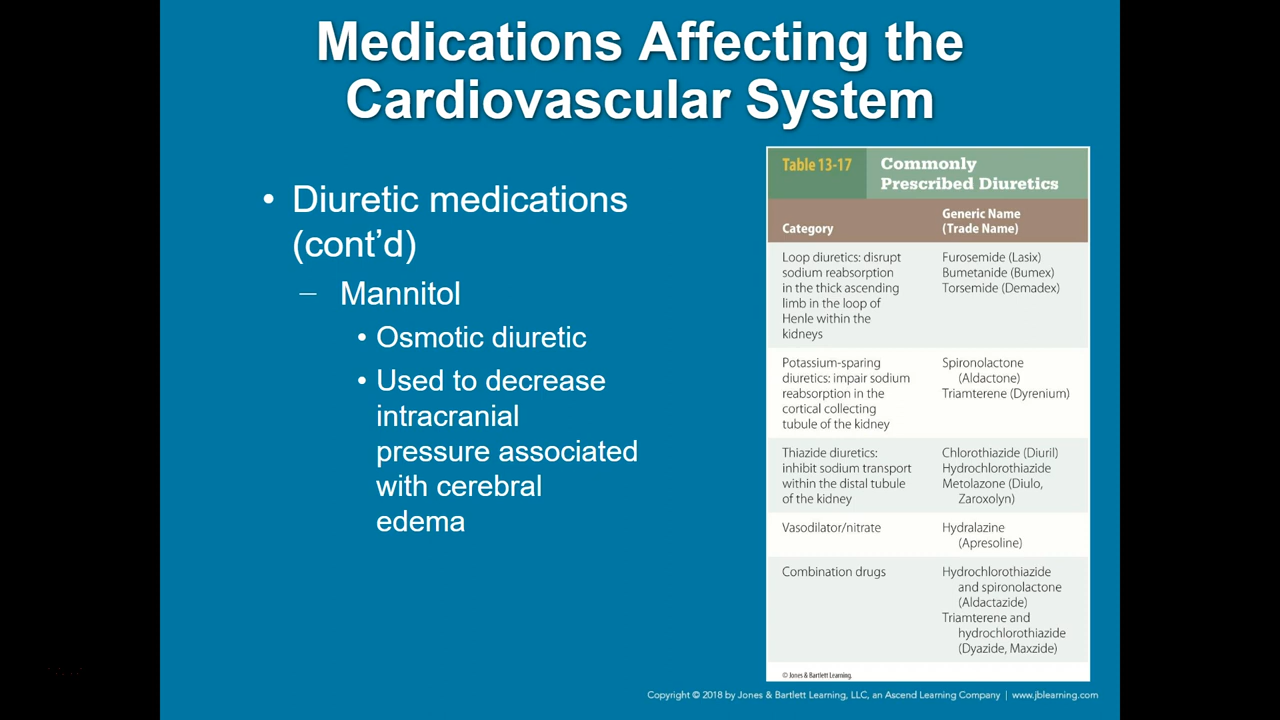 Medications Affecting the
Cardiovascular System
• Diuretic medications
(cont’d)
– Mannitol
• Osmotic diuretic
• Used to decrease
intracranial
pressure associated
with cerebral
edema
Table 13-17
Commonly
Prescribed Diuretics
Category
Generic Name
(Trade Name)
Loop diuretics: disrupt
sodium reabsorption
in the thick ascending
limb in the loop of
Henle within the
kidneys
Furosemide (Lasix)
Bumetanide (Bumex)
Torsemide (Demadex)
Potassium-sparing
diuretics: impair sodium
reabsorption in the
cortical collecting
tubule of the kidney
Spironolactone
(Aldactone)
Triamterene (Dyrenium)
Thiazide diuretics:
inhibit sodium transport
within the distal tubule
of the kidney
Chlorothiazide (Diuril)
Hydrochlorothiazide
Metolazone (Diulo,
Zaroxolyn)
Vasodilator/nitrate
Hydralazine
(Apresoline)
Combination drugs
Hydrochlorothiazide
and spironolactone
(Aldactazide)
Triamterene and
hydrochlorothiazide
(Dyazide, Maxzide)
© Jones & Bartlett Learning.
Copyright © 2018 by Jones & Bartlett Learning, LLC, an Ascend Learning Company | www.jblearning.com